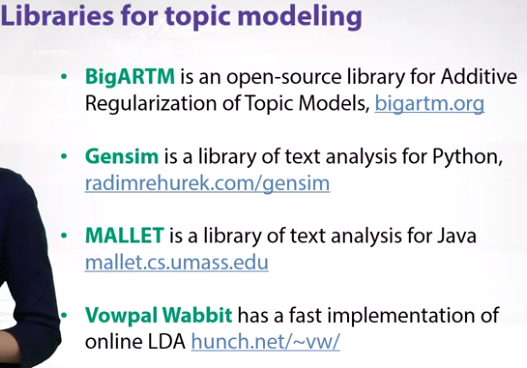 Libraries for topic modeling
• BigARTM is an open-source library for Additive
Regularization of Topic Models, bigartm.org
• Gensim is a library of text analysis for Python,
radimrehurek.com/gensim
• MALLET is a library of text analysis for Java
mallet.cs.umass.edu
• Vowpal Wabbit has a fast implementation of
online LDA hunch.net/~vw/